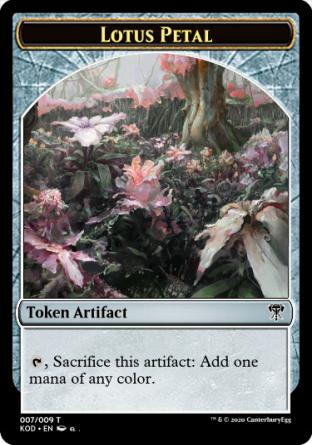 LOTUS PETAL
Token Artifact
, Sacrifice this artifact: Add one
mana of any color.
007/009 T
KOD • EN G. .
™ & © 2020 CanterburyEgg